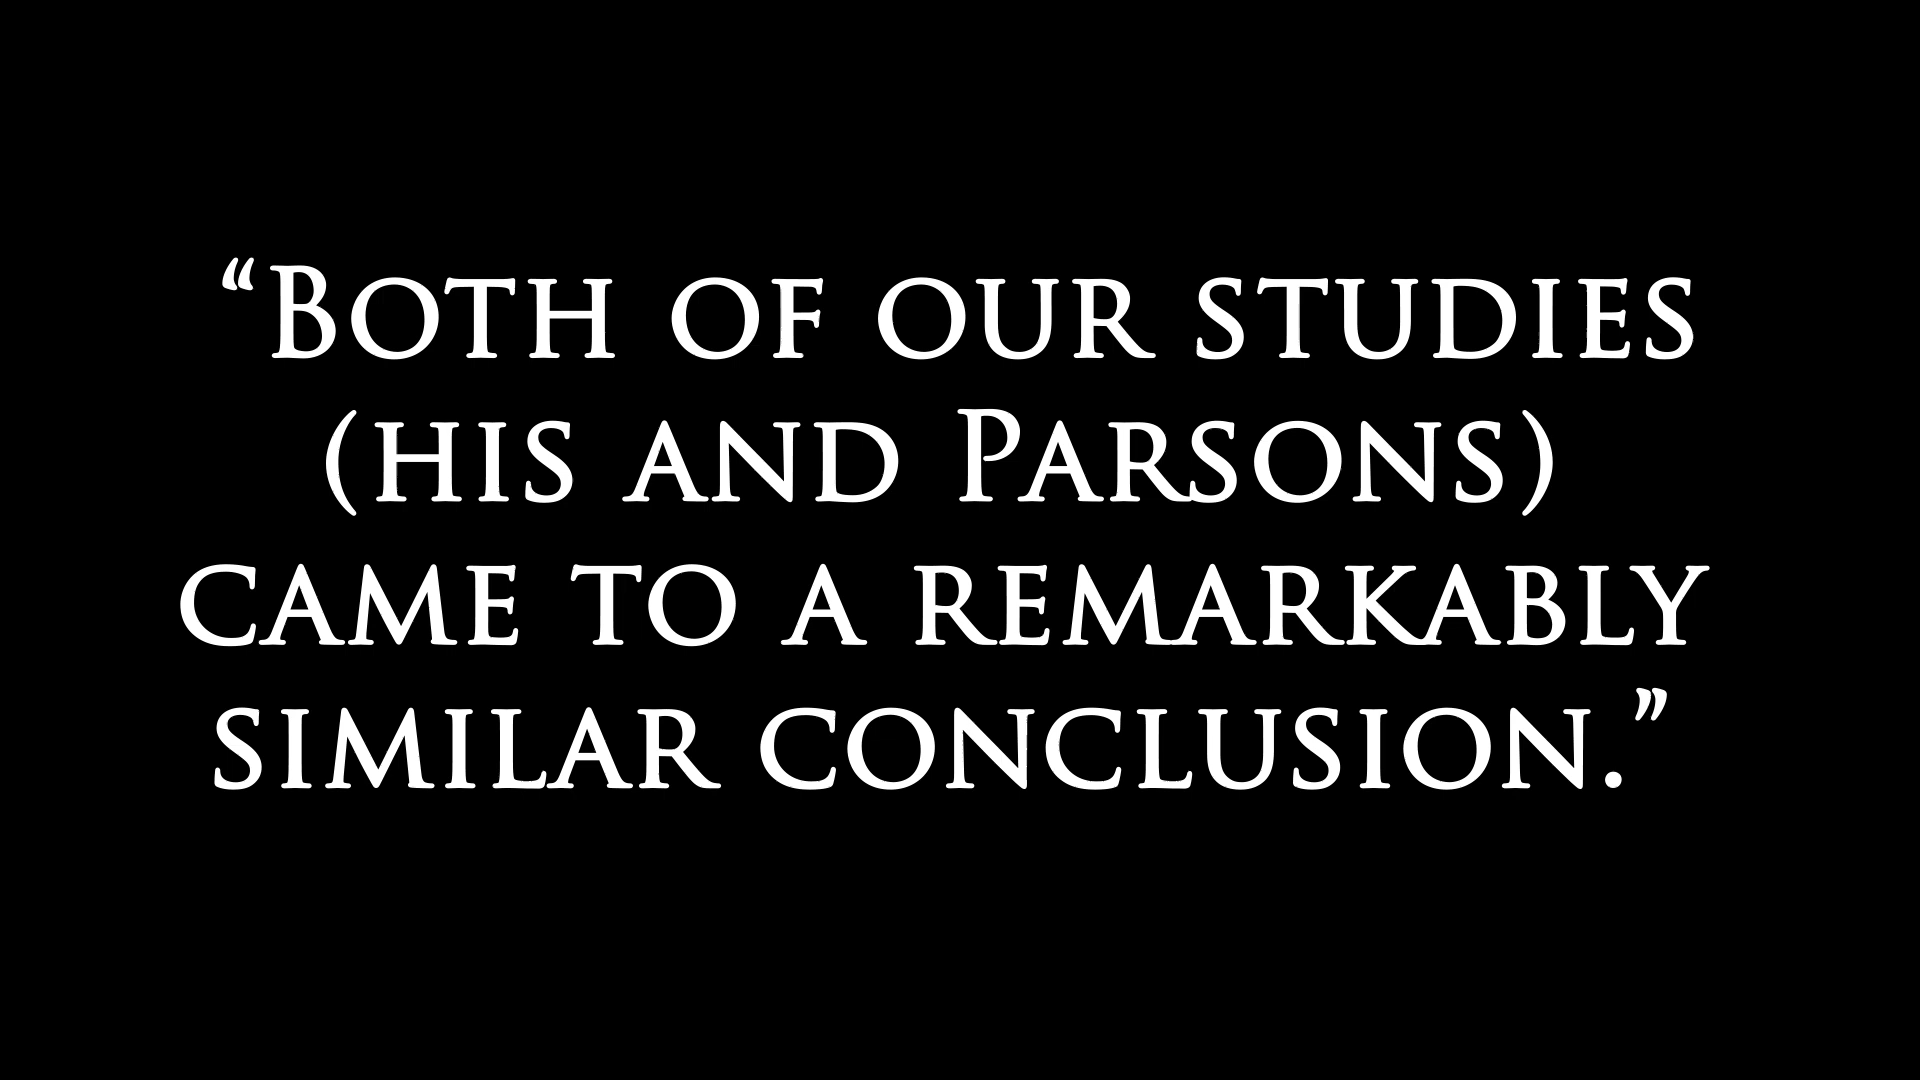 “Both of our studies
(his and Parsons)
came to a remarkably
similar conclusion.”